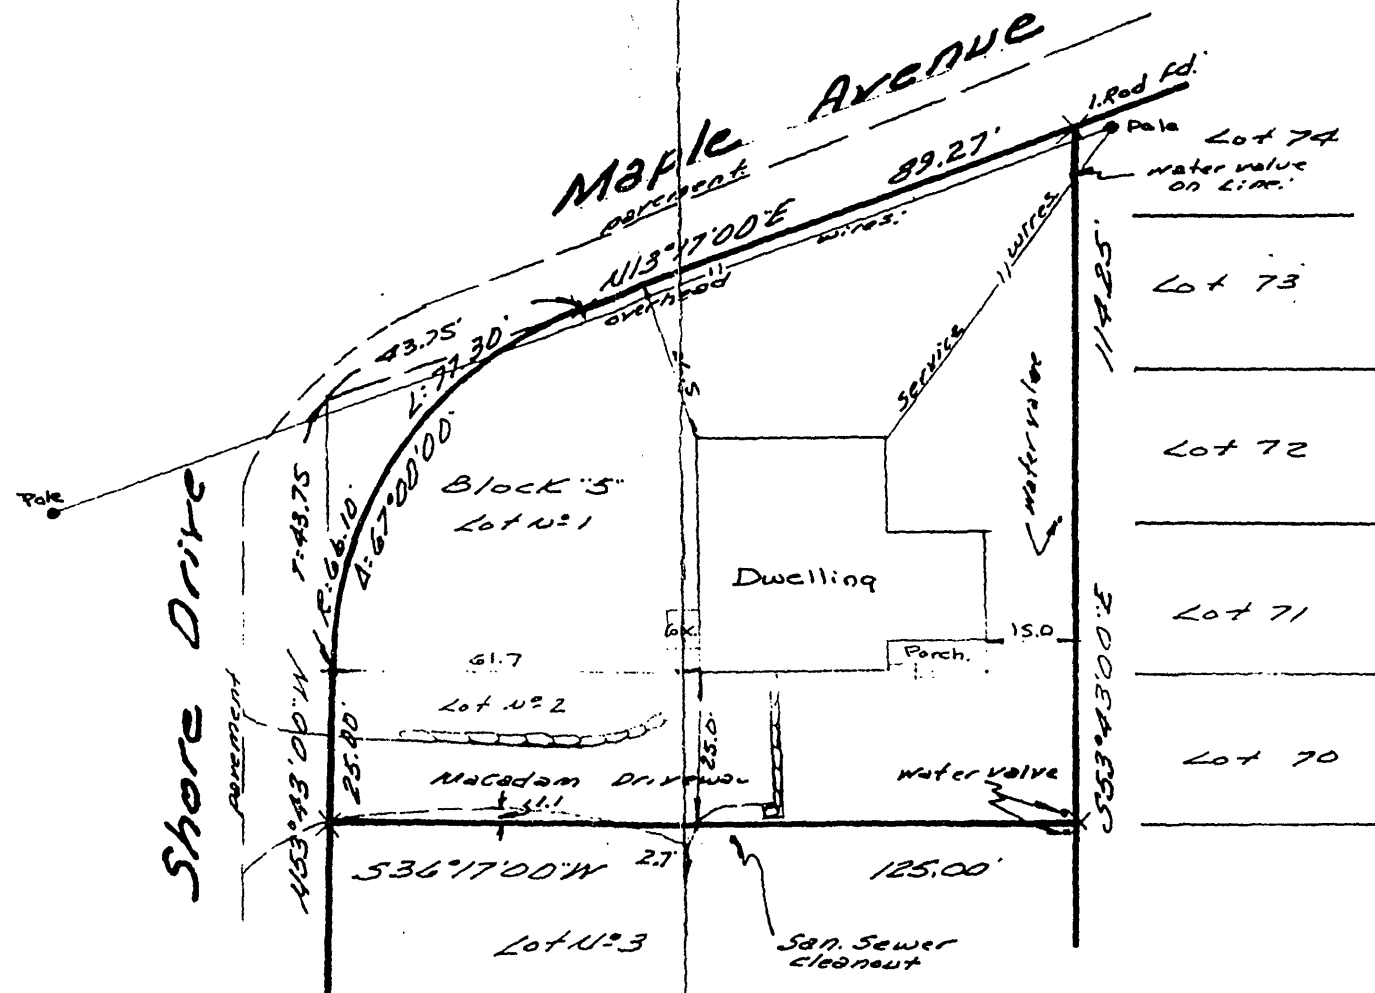 Maple Avenue
pavement
I. Rod Fd.
Pole
Lot 74
water valve
on Line.
89.27'
N13°17'00"E
overhead
wires.
service
wires
114.25'
Lot 73
43.75'
L: 77.30'
Lot 72
water valve
Pole
Shore Drive
T: 43.75
R: 66.10'
Δ: 67°00'00"
Block "5"
Lot No 1
Dwelling
Lot 71
15.0
Porch.
61.7
Lot No 2
pavement
N53°43'00"W
25.00'
25.0'
Macadam Driveway
water valve
S53°43'00"E
Lot 70
11.1
2.7'
S36°17'00"W
125.00'
Lot No 3
San. Sewer
cleanout